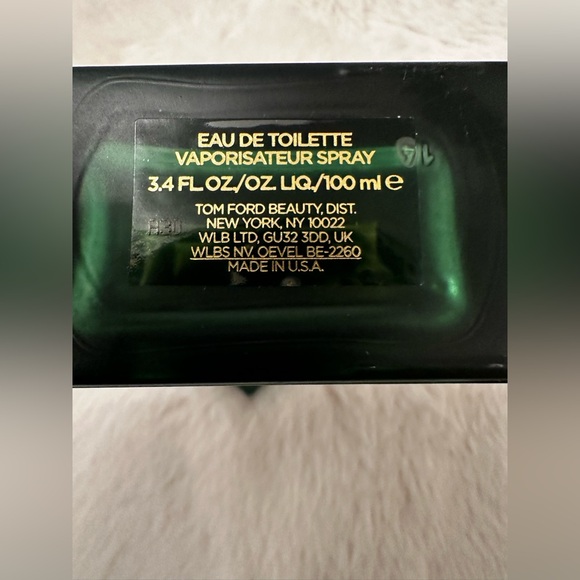 EAU DE TOILETTE
VAPORISATEUR SPRAY
3.4 FL. OZ./OZ. LIQ./100 ml ℮
TOM FORD BEAUTY, DIST.
NEW YORK, NY 10022
WLB LTD, GU32 3DD, UK
WLBS NV. OEVEL BE-2260
MADE IN U.S.A.